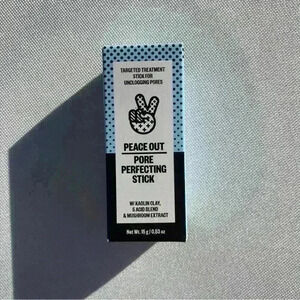 TARGETED TREATMENT
STICK FOR
UNCLOGGING PORES
PEACE OUT
PORE
PERFECTING
STICK
W/ KAOLIN CLAY,
5 ACID BLEND
& MUSHROOM EXTRACT
Net Wt. 15 g / 0.53 oz